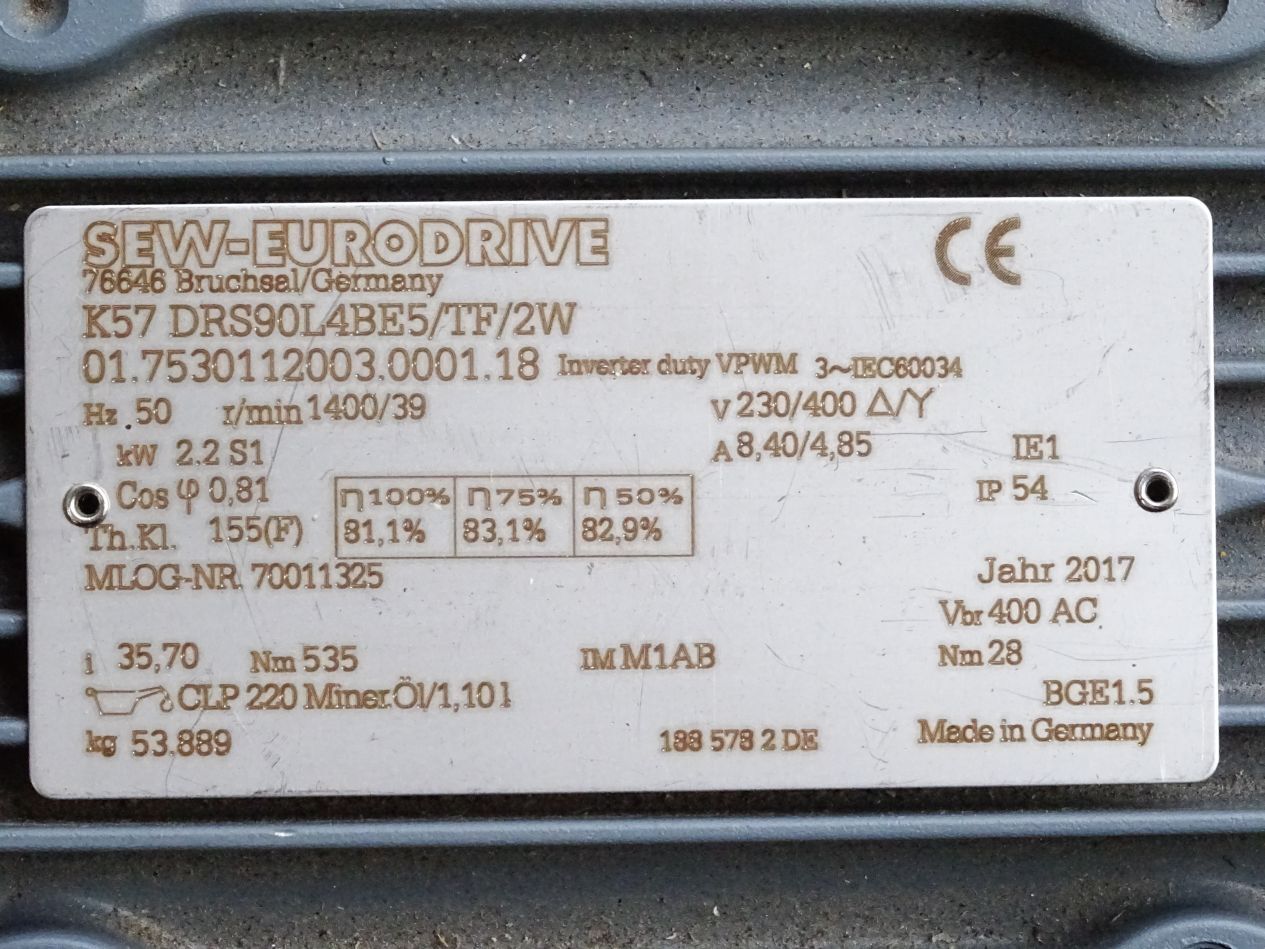 SEW-EURODRIVE CE
76646 Bruchsal/Germany
K57 DRS90L4BE5/TF/2W
01.7530112003.0001.18 Inverter duty VPWM 3~IEC60034
Hz 50 r/min 1400/39 V 230/400 Δ/Y
kW 2.2 S1 A 8,40/4,85 IE1
Cos φ 0,81 η 100% η 75% η 50% IP 54
Th.Kl. 155(F) 81,1% 83,1% 82,9%
MLOG-NR. 70011325 Jahr 2017
Vbr 400 AC
i 35,70 Nm 535 IM M1AB Nm 28
CLP 220 Miner.Öl/1,10 l BGE1.5
kg 53.889 188 578 2 DE Made in Germany